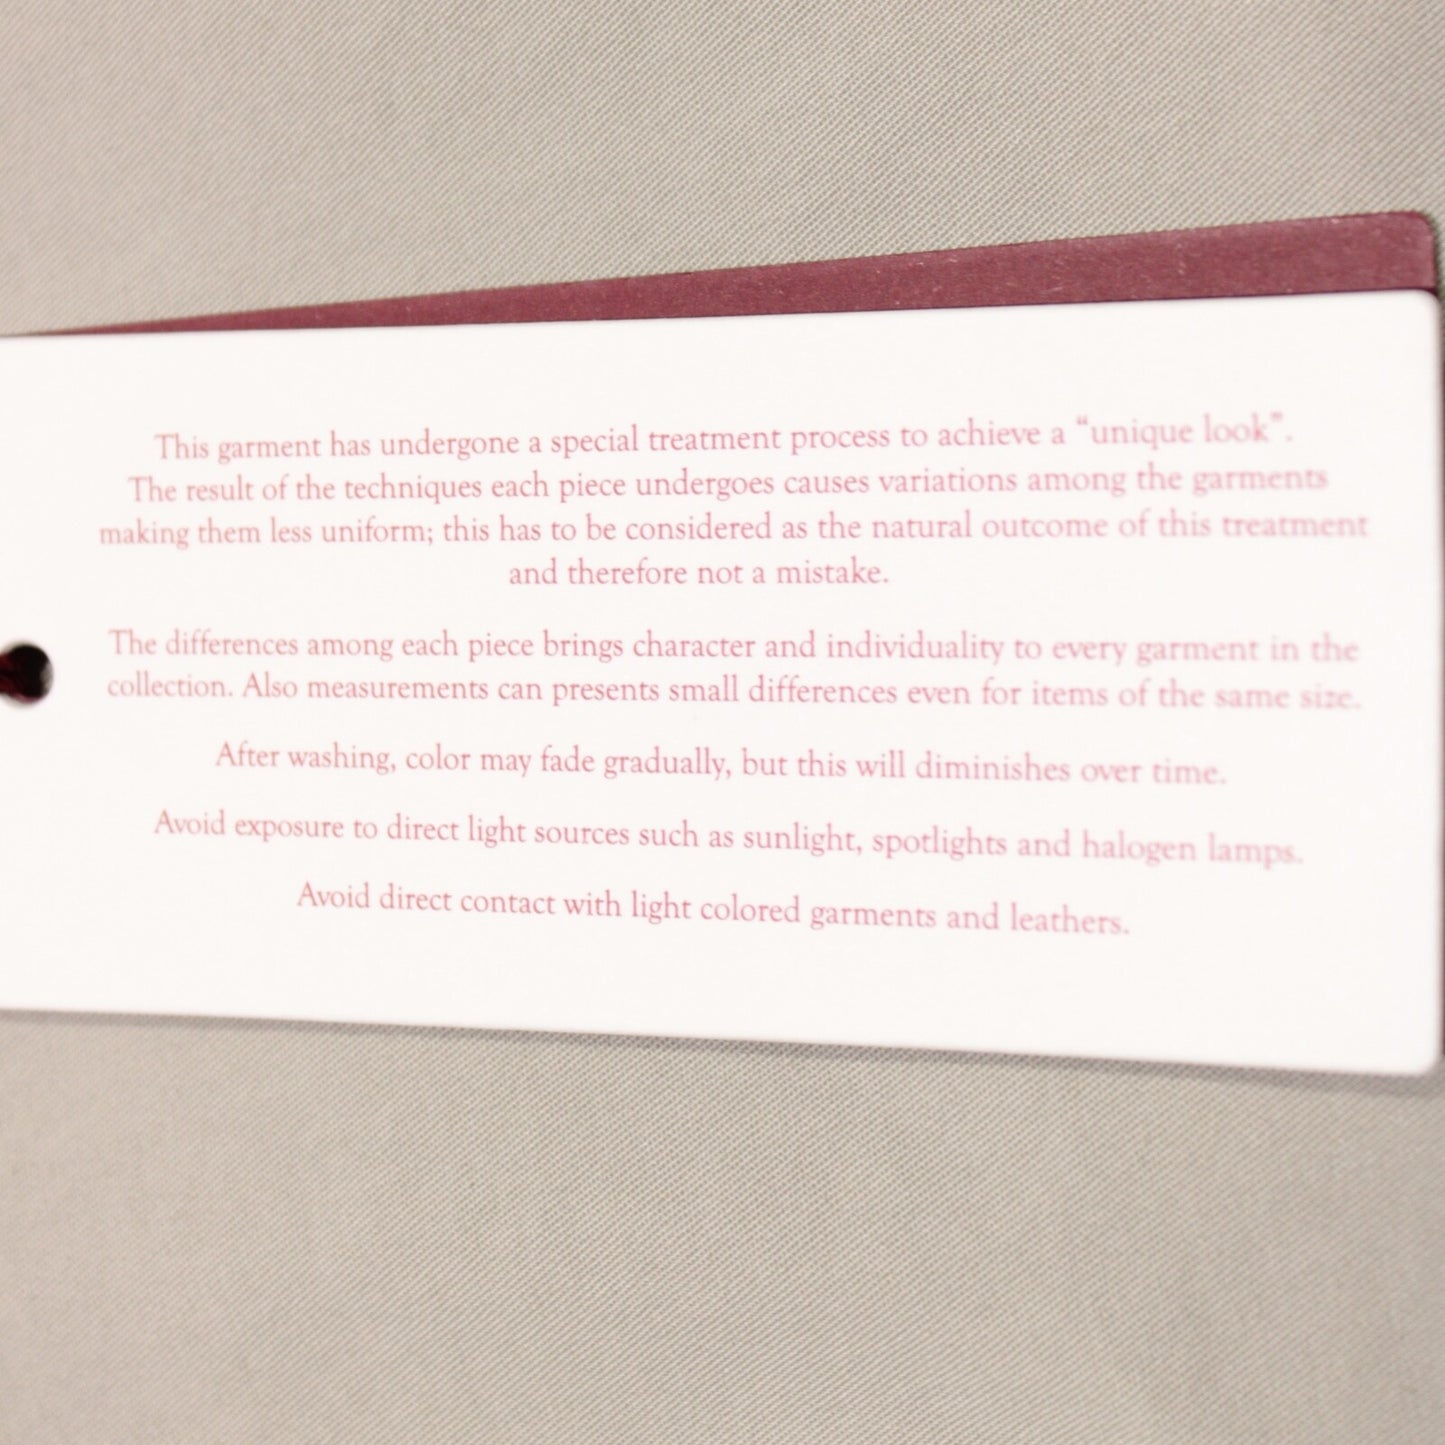 This garment has undergone a special treatment process to achieve a “unique look”.
The result of the techniques each piece undergoes causes variations among the garments
making them less uniform; this has to be considered as the natural outcome of this treatment
and therefore not a mistake.
The differences among each piece brings character and individuality to every garment in the
collection. Also measurements can presents small differences even for items of the same size.
After washing, color may fade gradually, but this will diminishes over time.
Avoid exposure to direct light sources such as sunlight, spotlights and halogen lamps.
Avoid direct contact with light colored garments and leathers.